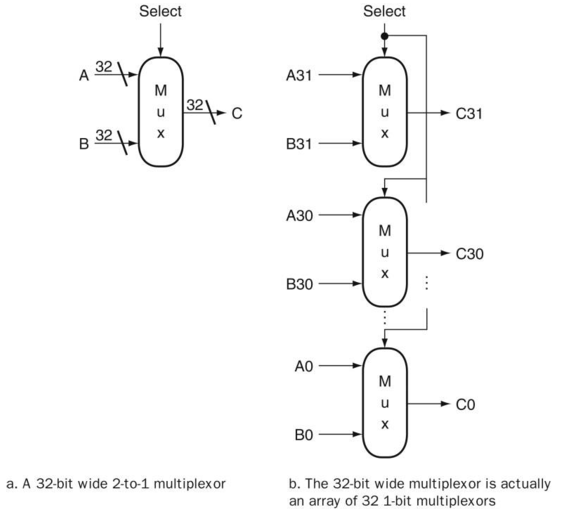 Select
A 32
M
u
x
32 C
B 32
a. A 32-bit wide 2-to-1 multiplexor
Select
A31
M
u
x
C31
B31
A30
M
u
x
C30
B30
A0
M
u
x
C0
B0
b. The 32-bit wide multiplexor is actually
an array of 32 1-bit multiplexors